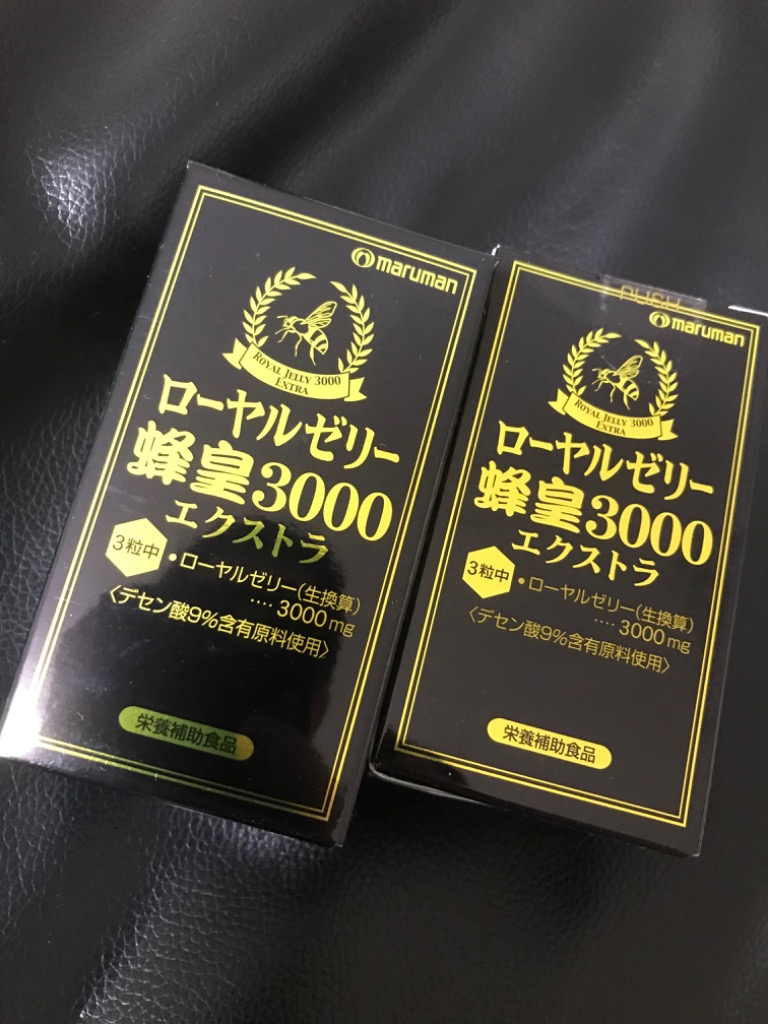 maruman
ROYAL JELLY 3000
EXTRA
ローヤルゼリー
蜂皇3000
エクストラ
3粒中
・ローヤルゼリー(生換算)
‥‥3000mg
〈デセン酸9%含有原料使用〉
栄養補助食品
PUSH
maruman
ROYAL JELLY 3000
EXTRA
ローヤルゼリー
蜂皇3000
エクストラ
3粒中
・ローヤルゼリー(生換算)
‥‥3000mg
〈デセン酸9%含有原料使用〉
栄養補助食品